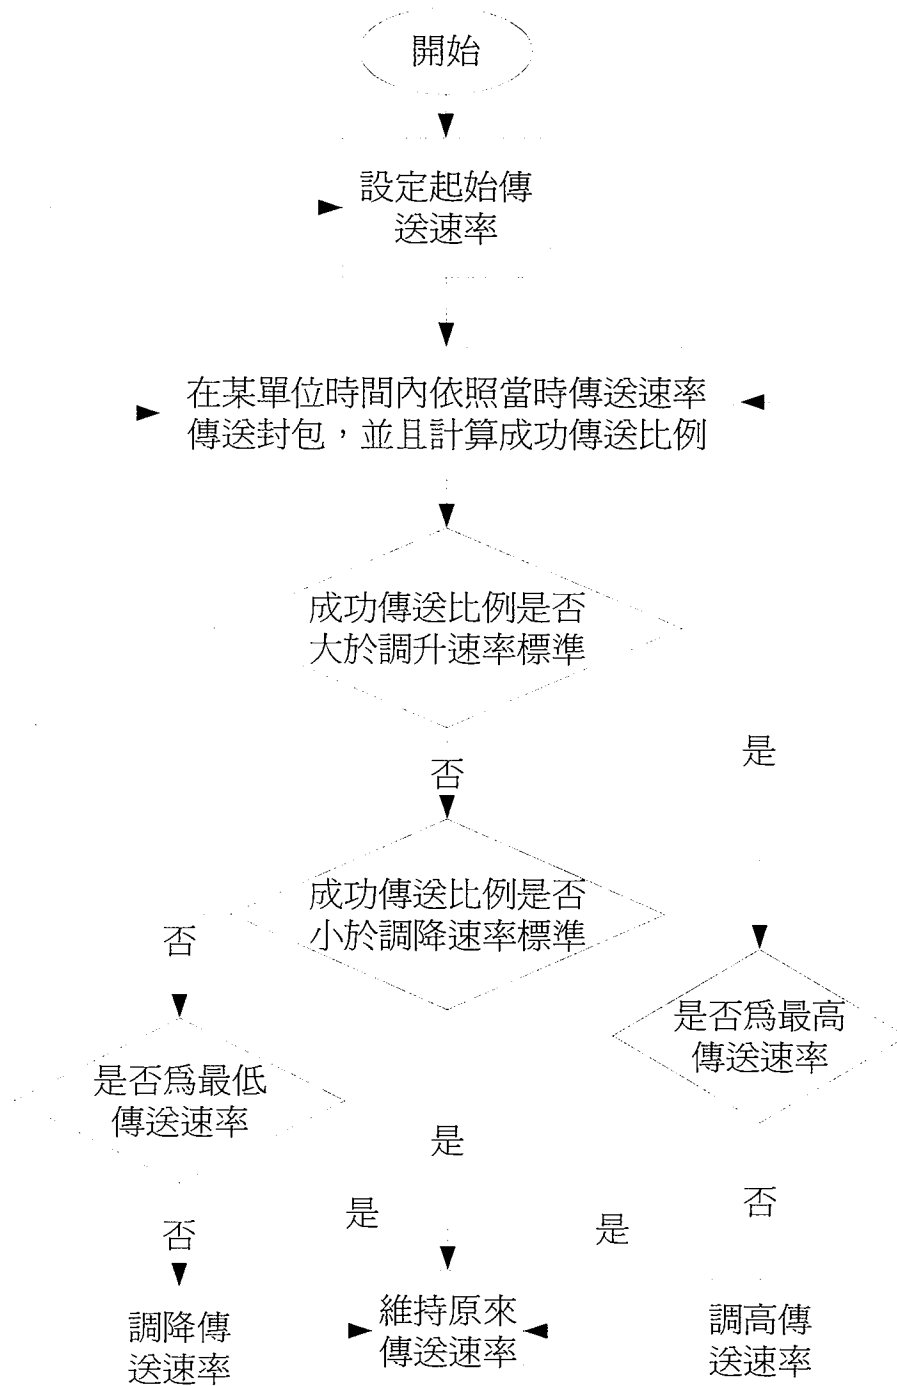 開始
設定起始傳
送速率
在某單位時間內依照當時傳送速率
傳送封包，並且計算成功傳送比例
成功傳送比例是否
大於調升速率標準
是
否
成功傳送比例是否
小於調降速率標準
否
是否為最高
傳送速率
是否為最低
傳送速率
是
否
是
是
否
維持原來
傳送速率
調高傳
送速率
調降傳
送速率